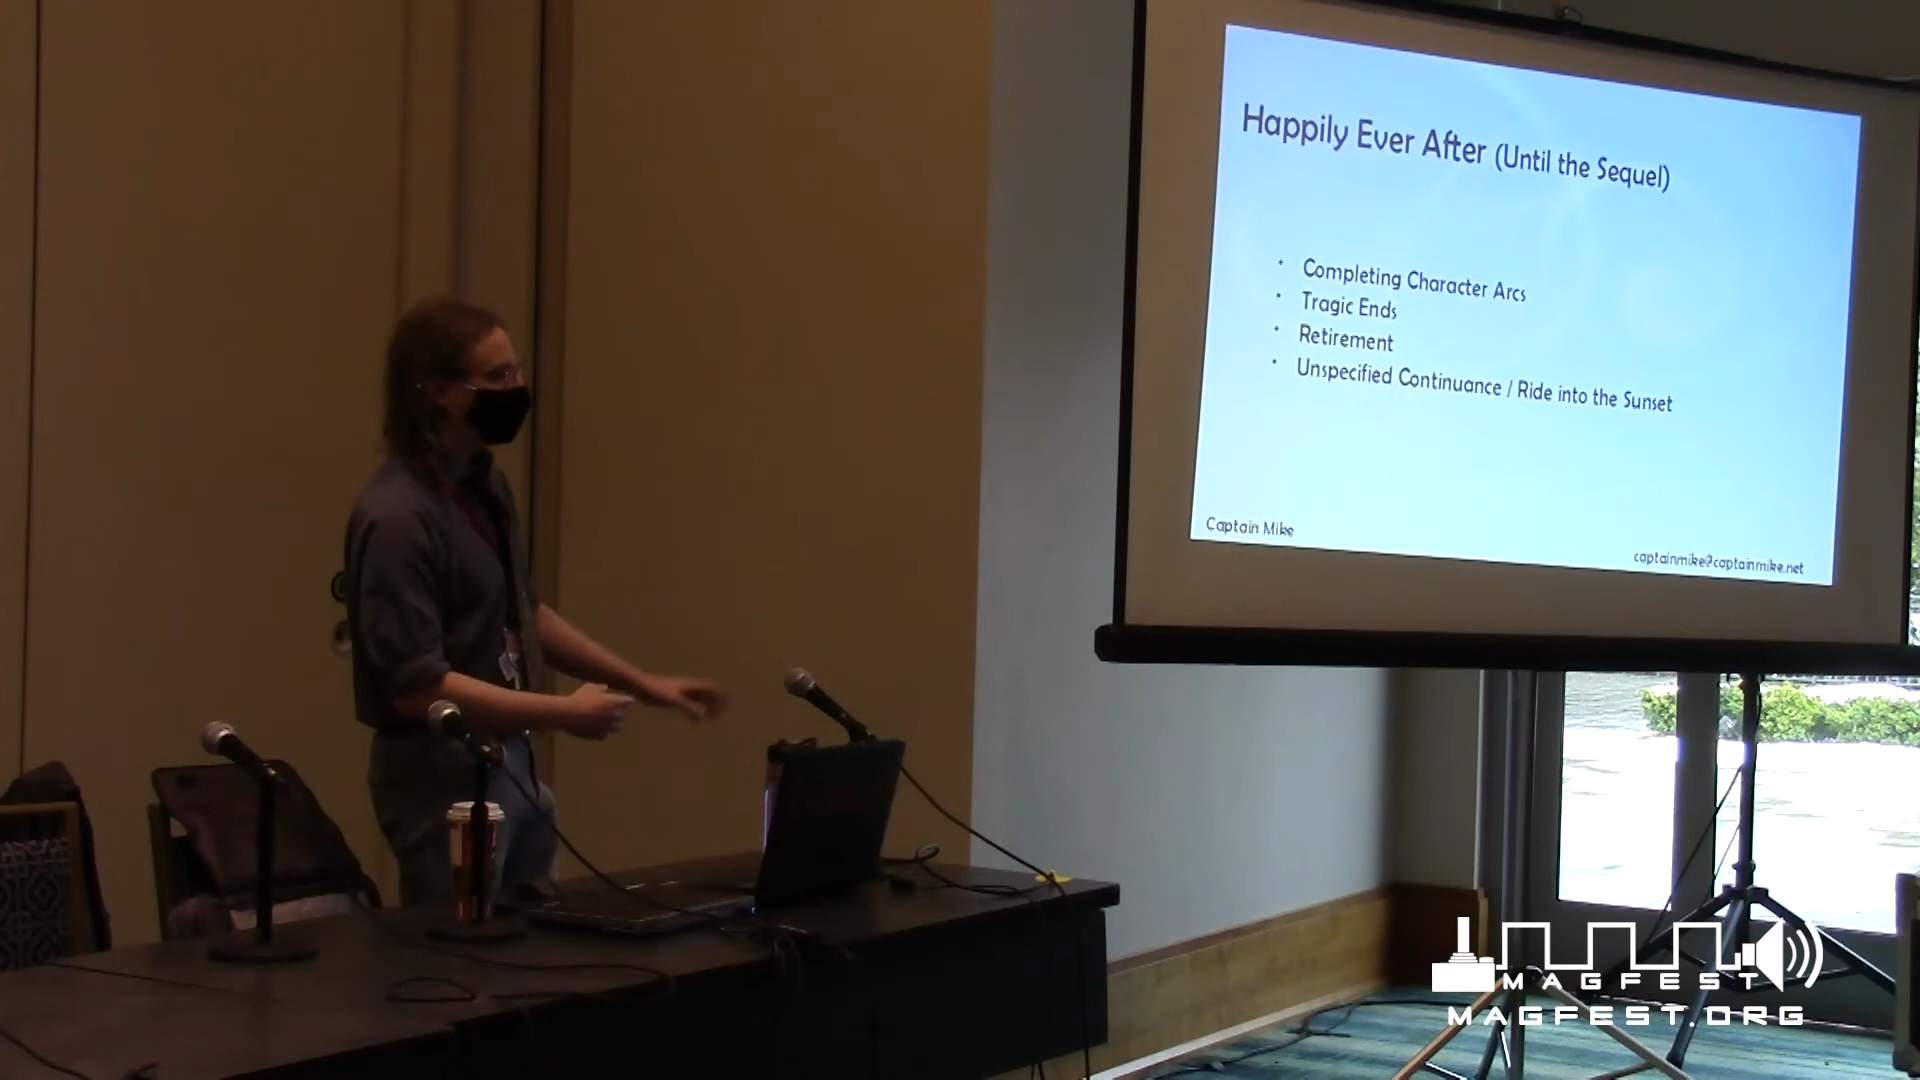 Happily Ever After (Until the Sequel)
• Completing Character Arcs
• Tragic Ends
• Retirement
• Unspecified Continuance / Ride into the Sunset
Captain Mike
captainmike@captainmike.net
MAGFEST
MAGFEST.ORG